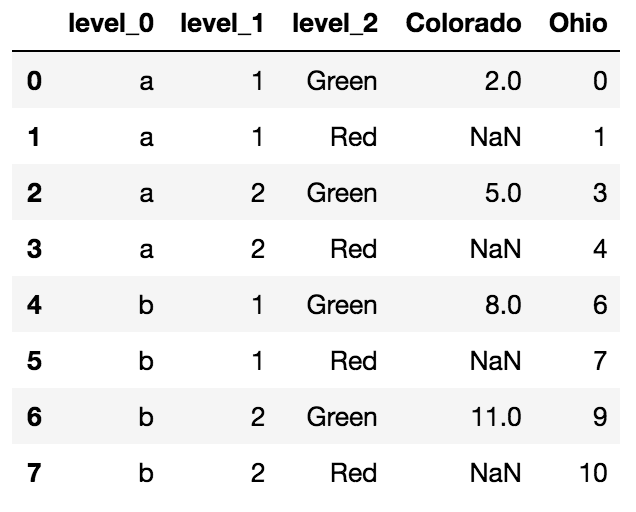 level_0 level_1 level_2 Colorado Ohio
0 a 1 Green 2.0 0
1 a 1 Red NaN 1
2 a 2 Green 5.0 3
3 a 2 Red NaN 4
4 b 1 Green 8.0 6
5 b 1 Red NaN 7
6 b 2 Green 11.0 9
7 b 2 Red NaN 10